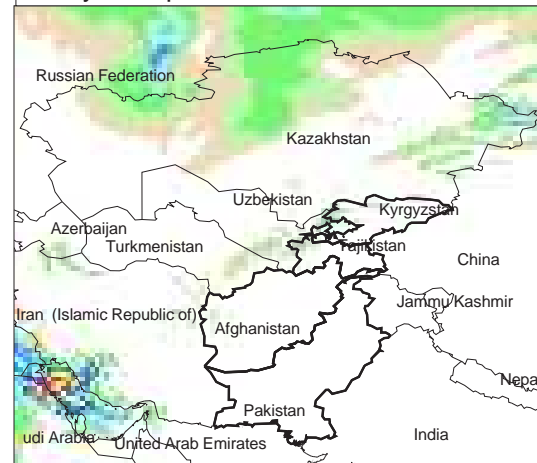 Russian Federation
Kazakhstan
Uzbekistan
Kyrgyzstan
Azerbaijan
Turkmenistan
Tajikistan
China
Jammu Kashmir
Iran (Islamic Republic of)
Afghanistan
Nepa
Pakistan
India
udi Arabia
United Arab Emirates